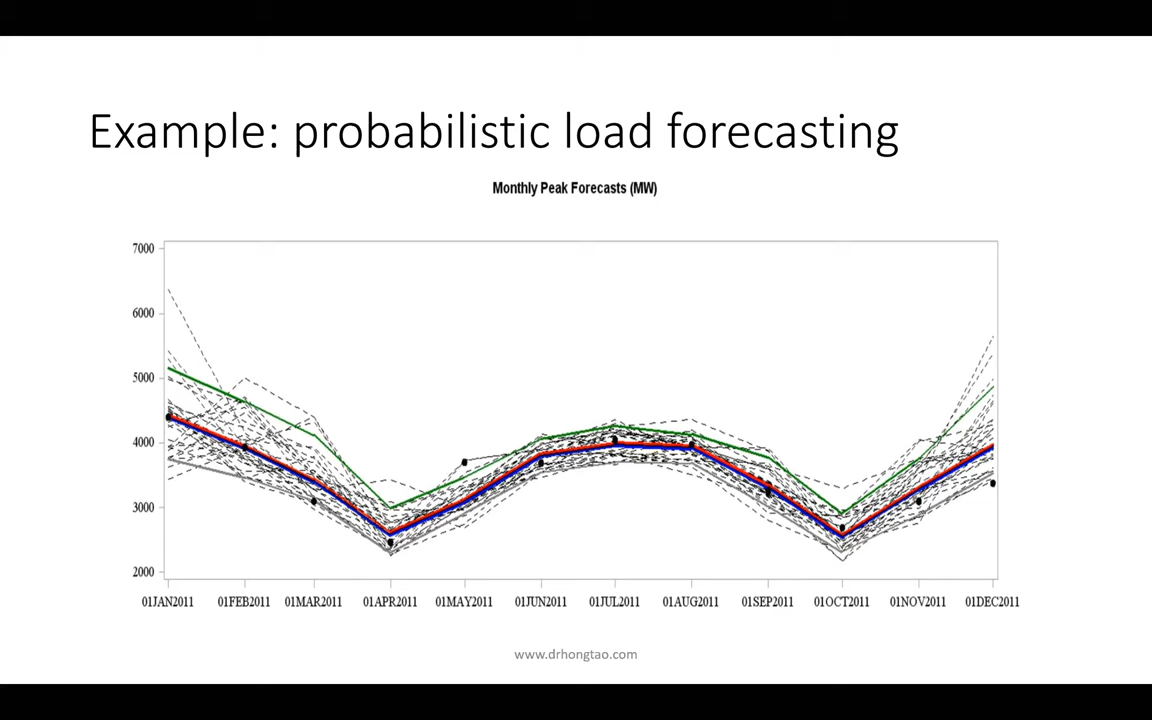 Example: probabilistic load forecasting
Monthly Peak Forecasts (MW)
7000
6000
5000
4000
3000
2000
01JAN2011 01FEB2011 01MAR2011 01APR2011 01MAY2011 01JUN2011 01JUL2011 01AUG2011 01SEP2011 01OCT2011 01NOV2011 01DEC2011
www.drhongtao.com